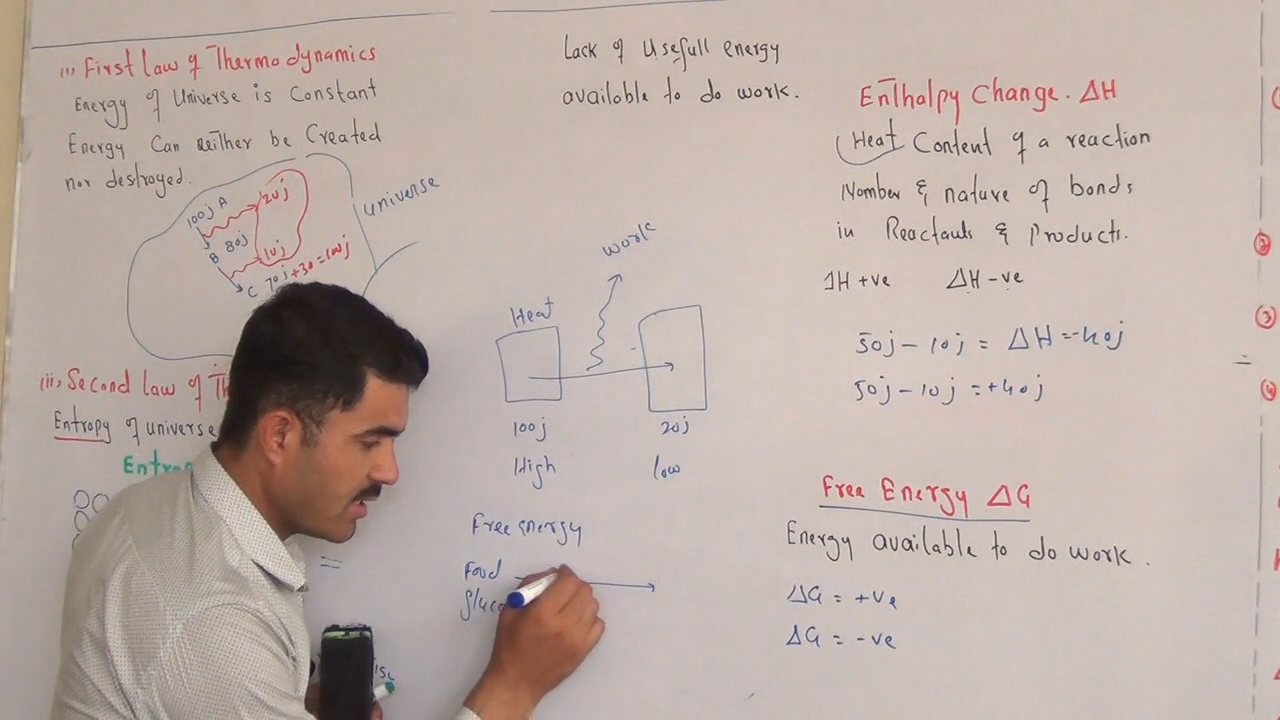 (i) First law of Thermodynamics
Energy of Universe is Constant
Energy Can neither be Created
nor destroyed.
100j A
20j
B 80j
10j
C 70j+30=100j
universe
(ii) Second law of
Entropy of universe
Entro
Lack of Usefull energy
available to do work.
work
Heat
100j
20j
High
low
Free energy
Food
Gluco
Enthalpy Change. ΔH
Heat Content of a reaction
Nomber & nature of bonds
in Reactants & Products.
ΔH +ve ΔH -ve
50j - 10j = ΔH = -40j
50j - 10j = +40j
Free Energy ΔG
Energy available to do work.
ΔG = +ve
ΔG = -ve